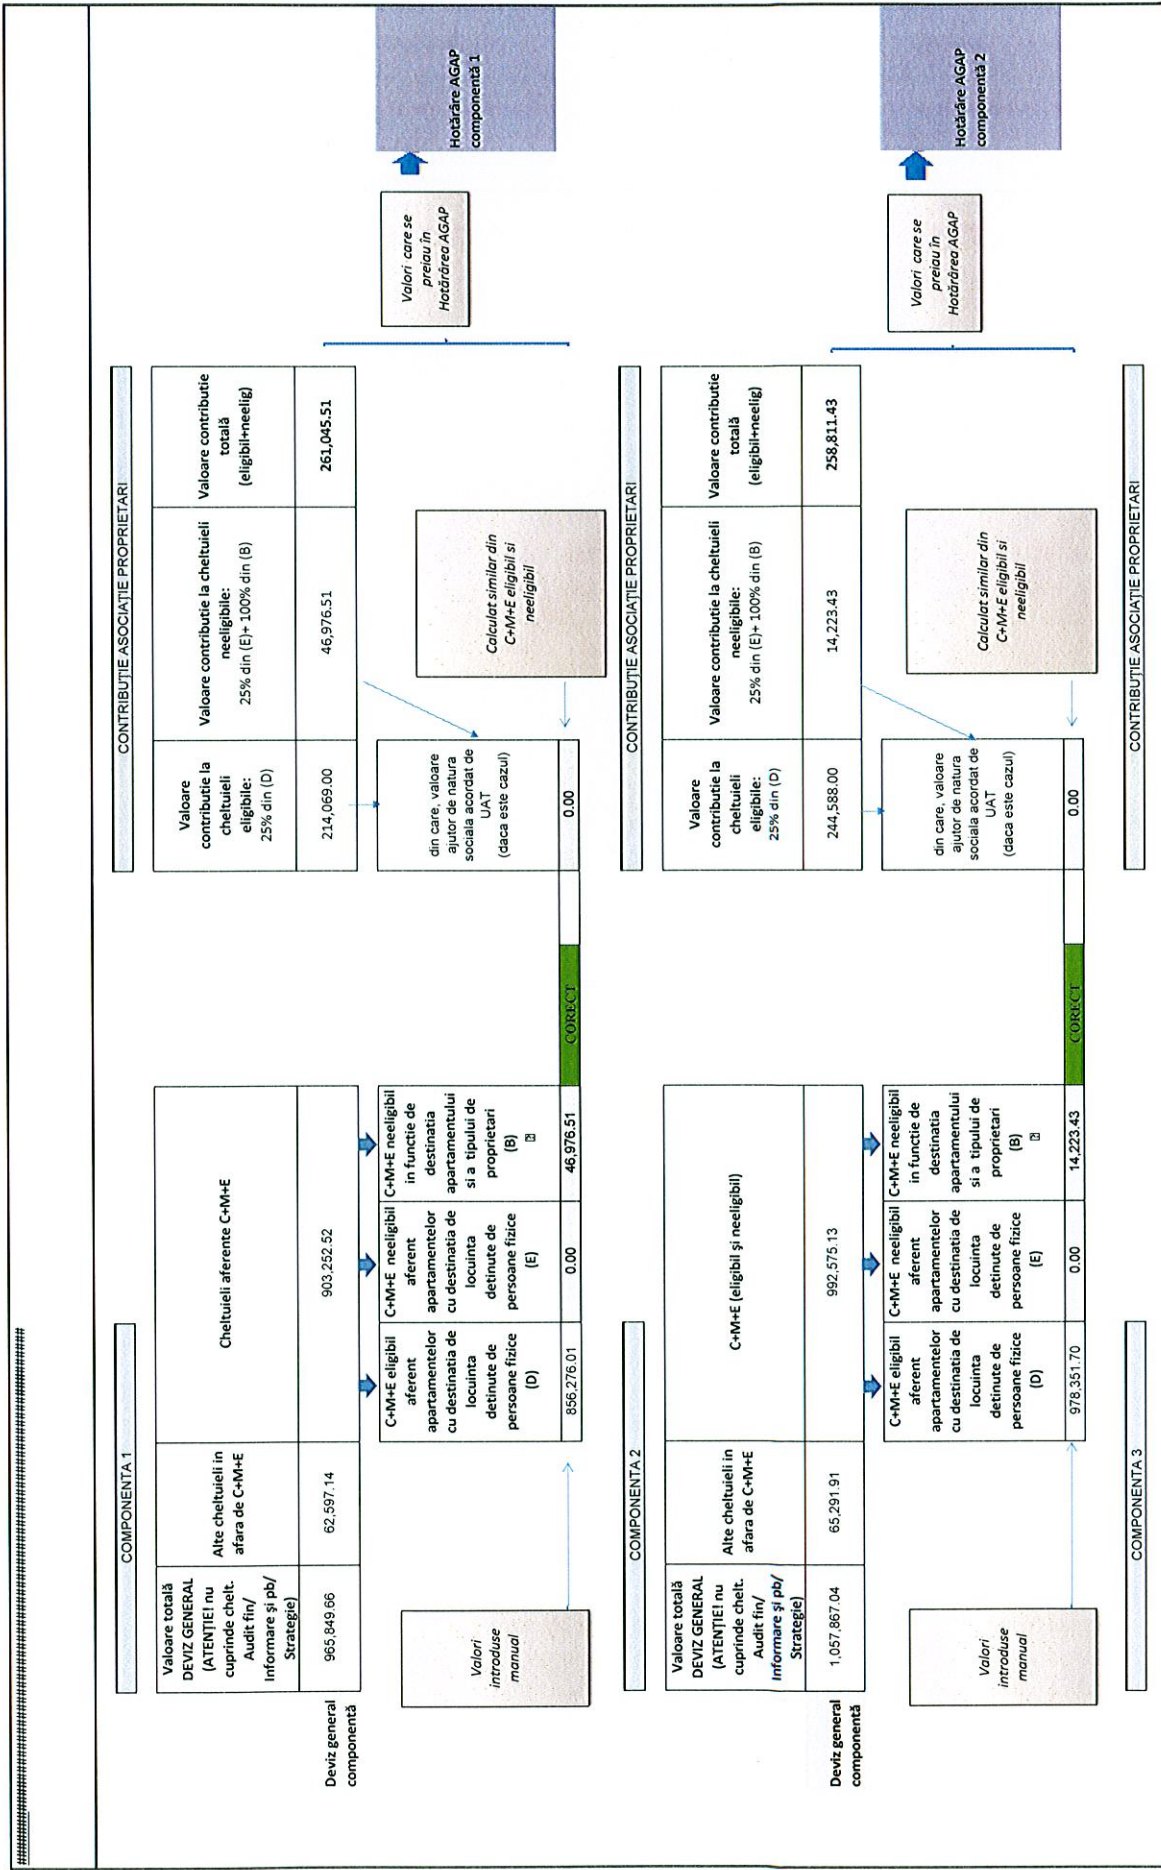 ################################################
COMPONENTA 1
CONTRIBUȚIE ASOCIAȚIE PROPRIETARI
Valoare totală
DEVIZ GENERAL
(ATENȚIE! nu
cuprinde chelt.
Audit fin/
Informare și pb/
Strategie)
Alte cheltuieli in
afara de C+M+E
Cheltuieli aferente C+M+E
Valoare
contributie la
cheltuieli
eligibile:
25% din (D)
Valoare contributie la cheltuieli
neeligibile:
25% din (E)+ 100% din (B)
Valoare contributie
totală
(eligibil+neelig)
Deviz general
componentă
965,849.66
62,597.14
903,252.52
214,069.00
46,976.51
261,045.51
Valori
introduse
manual
C+M+E eligibil
aferent
apartamentelor
cu destinatia de
locuinta
detinute de
persoane fizice
(D)
C+M+E neeligibil
aferent
apartamentelor
cu destinatia de
locuinta
detinute de
persoane fizice
(E)
C+M+E neeligibil
in functie de
destinatia
apartamentului
si a tipului de
proprietari
(B)
din care, valoare
ajutor de natura
sociala acordat de
UAT
(daca este cazul)
Calculat similar din
C+M+E eligibil si
neeligibil
Valori care se
preiau în
Hotărârea AGAP
Hotărâre AGAP
componentă 1
856,276.01
0.00
46,976.51
CORECT
0.00
COMPONENTA 2
CONTRIBUȚIE ASOCIAȚIE PROPRIETARI
Valoare totală
DEVIZ GENERAL
(ATENȚIE! nu
cuprinde chelt.
Audit fin/
Informare și pb/
Strategie)
Alte cheltuieli in
afara de C+M+E
C+M+E (eligibil și neeligibil)
Valoare
contributie la
cheltuieli
eligibile:
25% din (D)
Valoare contributie la cheltuieli
neeligibile:
25% din (E)+ 100% din (B)
Valoare contributie
totală
(eligibil+neelig)
Deviz general
componentă
1,057,867.04
65,291.91
992,575.13
244,588.00
14,223.43
258,811.43
Valori
introduse
manual
C+M+E eligibil
aferent
apartamentelor
cu destinatia de
locuinta
detinute de
persoane fizice
(D)
C+M+E neeligibil
aferent
apartamentelor
cu destinatia de
locuinta
detinute de
persoane fizice
(E)
C+M+E neeligibil
in functie de
destinatia
apartamentului
si a tipului de
proprietari
(B)
din care, valoare
ajutor de natura
sociala acordat de
UAT
(daca este cazul)
Calculat similar din
C+M+E eligibil si
neeligibil
Valori care se
preiau în
Hotărârea AGAP
Hotărâre AGAP
componentă 2
978,351.70
0.00
14,223.43
CORECT
0.00
COMPONENTA 3
CONTRIBUȚIE ASOCIAȚIE PROPRIETARI